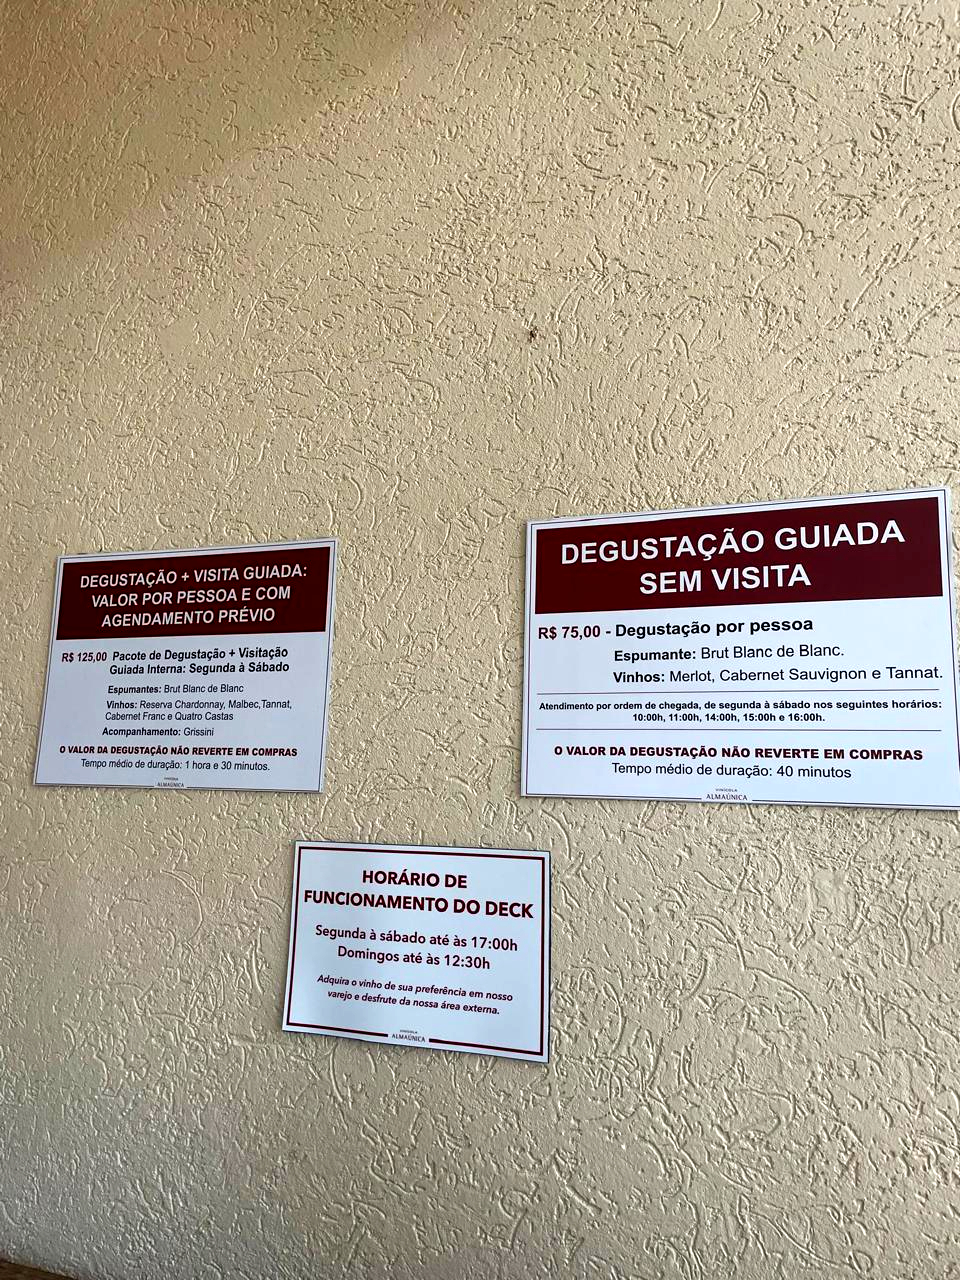 DEGUSTAÇÃO + VISITA GUIADA:
VALOR POR PESSOA E COM
AGENDAMENTO PRÉVIO
R$ 125,00 Pacote de Degustação + Visitação
Guiada Interna: Segunda à Sábado
Espumantes: Brut Blanc de Blanc
Vinhos: Reserva Chardonnay, Malbec,Tannat,
Cabernet Franc e Quatro Castas
Acompanhamento: Grissini
O VALOR DA DEGUSTAÇÃO NÃO REVERTE EM COMPRAS
Tempo médio de duração: 1 hora e 30 minutos.
VINÍCOLA
ALMAÚNICA
DEGUSTAÇÃO GUIADA
SEM VISITA
R$ 75,00 - Degustação por pessoa
Espumante: Brut Blanc de Blanc.
Vinhos: Merlot, Cabernet Sauvignon e Tannat.
Atendimento por ordem de chegada, de segunda à sábado nos seguintes horários:
10:00h, 11:00h, 14:00h, 15:00h e 16:00h.
O VALOR DA DEGUSTAÇÃO NÃO REVERTE EM COMPRAS
Tempo médio de duração: 40 minutos
VINÍCOLA
ALMAÚNICA
HORÁRIO DE
FUNCIONAMENTO DO DECK
Segunda à sábado até às 17:00h
Domingos até às 12:30h
Adquira o vinho de sua preferência em nosso
varejo e desfrute da nossa área externa.
VINÍCOLA
ALMAÚNICA